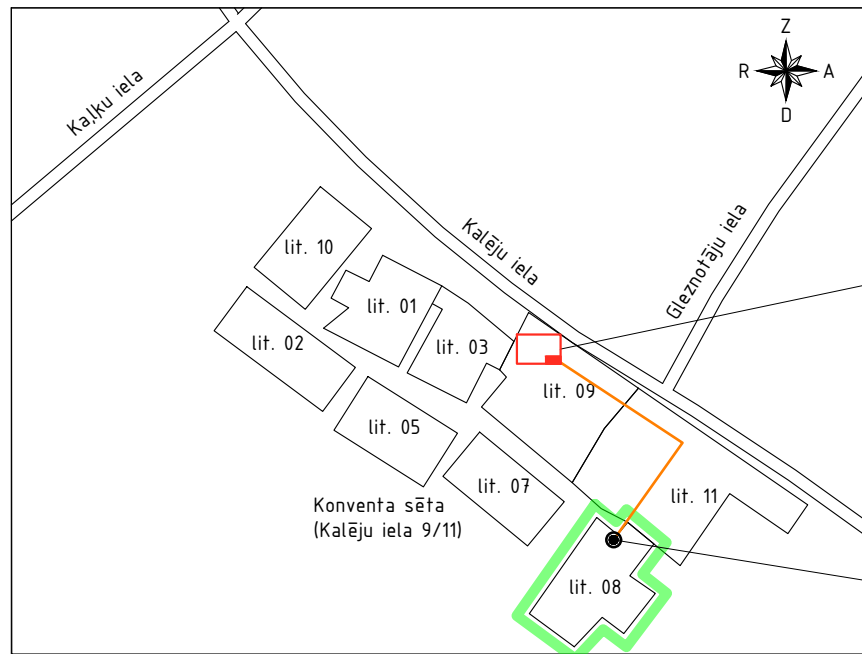 Z
R A
D
Kaļķu iela
Kalēju iela
Gleznotāju iela
lit. 10
lit. 01
lit. 02
lit. 03
lit. 09
lit. 05
lit. 07
lit. 11
Konventa sēta
(Kalēju iela 9/11)
lit. 08